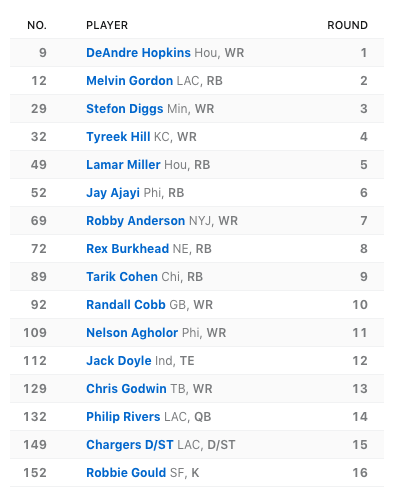 NO. PLAYER ROUND
9 DeAndre Hopkins Hou, WR 1
12 Melvin Gordon LAC, RB 2
29 Stefon Diggs Min, WR 3
32 Tyreek Hill KC, WR 4
49 Lamar Miller Hou, RB 5
52 Jay Ajayi Phi, RB 6
69 Robby Anderson NYJ, WR 7
72 Rex Burkhead NE, RB 8
89 Tarik Cohen Chi, RB 9
92 Randall Cobb GB, WR 10
109 Nelson Agholor Phi, WR 11
112 Jack Doyle Ind, TE 12
129 Chris Godwin TB, WR 13
132 Philip Rivers LAC, QB 14
149 Chargers D/ST LAC, D/ST 15
152 Robbie Gould SF, K 16